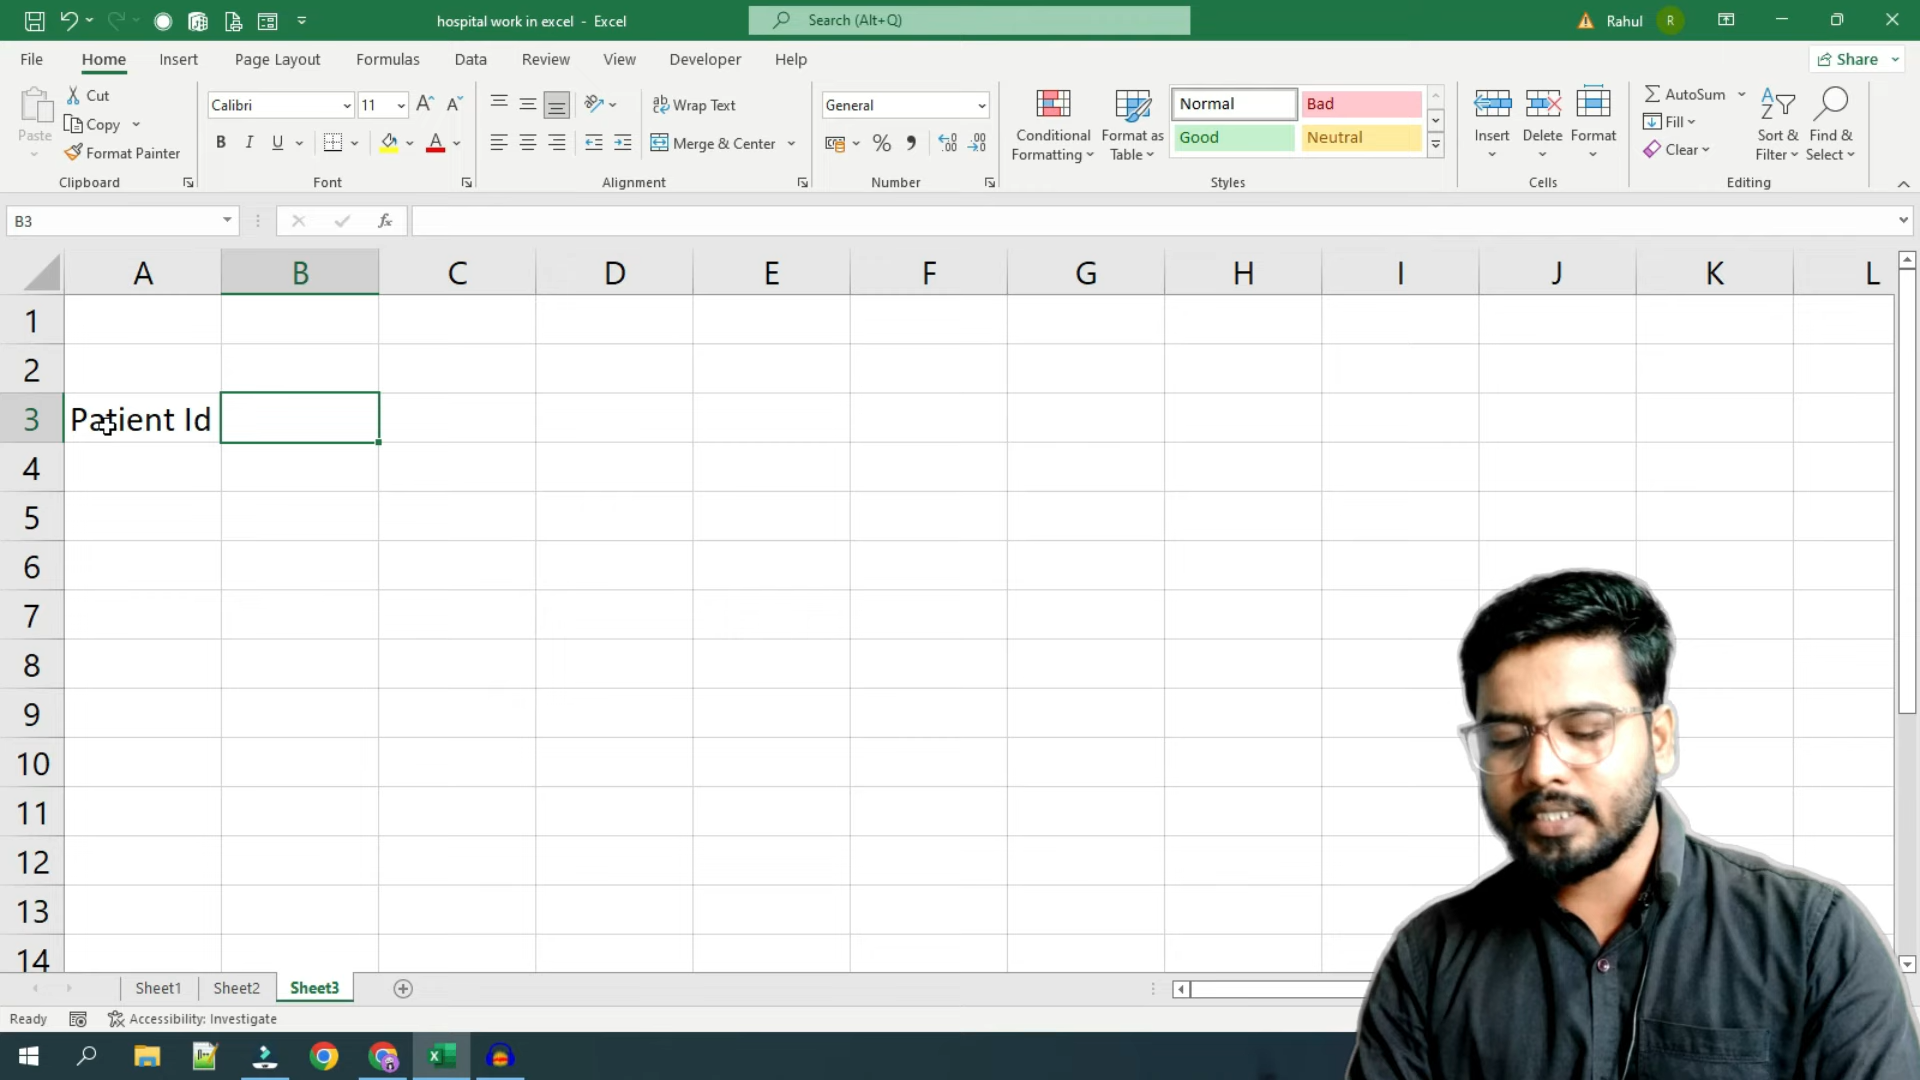 hospital work in excel - Excel
Search (Alt+Q)
Rahul
R
File
Home
Insert
Page Layout
Formulas
Data
Review
View
Developer
Help
Share
Paste
Cut
Copy
Format Painter
Clipboard
Calibri
11
B I U
A
Font
Wrap Text
Merge & Center
Alignment
General
%
Number
Conditional
Formatting
Format as
Table
Normal
Bad
Good
Neutral
Styles
Insert
Delete
Format
Cells
AutoSum
Fill
Clear
Sort &
Filter
Find &
Select
Editing
B3
fx
A B C D E F G H I J K L
1
2
3 Patient Id
4
5
6
7
8
9
10
11
12
13
14
Sheet1
Sheet2
Sheet3
Ready
Accessibility: Investigate